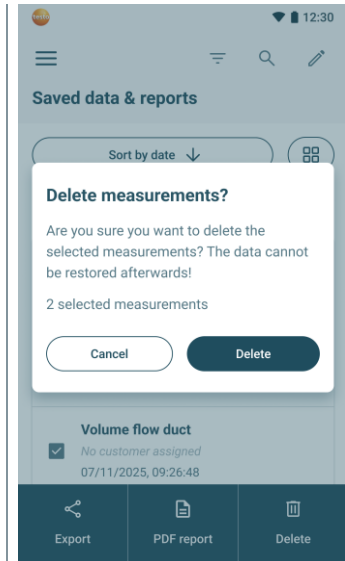 testo
12:30
Saved data & reports
Sort by date
Delete measurements?
Are you sure you want to delete the
selected measurements? The data cannot
be restored afterwards!
2 selected measurements
Cancel
Delete
Volume flow duct
No customer assigned
07/11/2025, 09:26:48
Export
PDF report
Delete